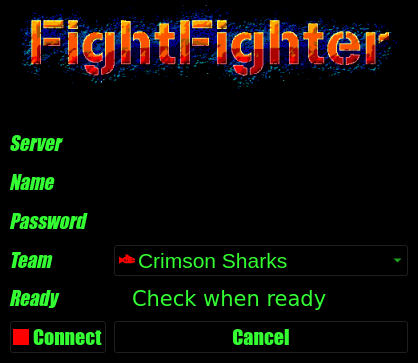 FightFighter
Server
Name
Password
Team Crimson Sharks
Ready Check when ready
Connect Cancel